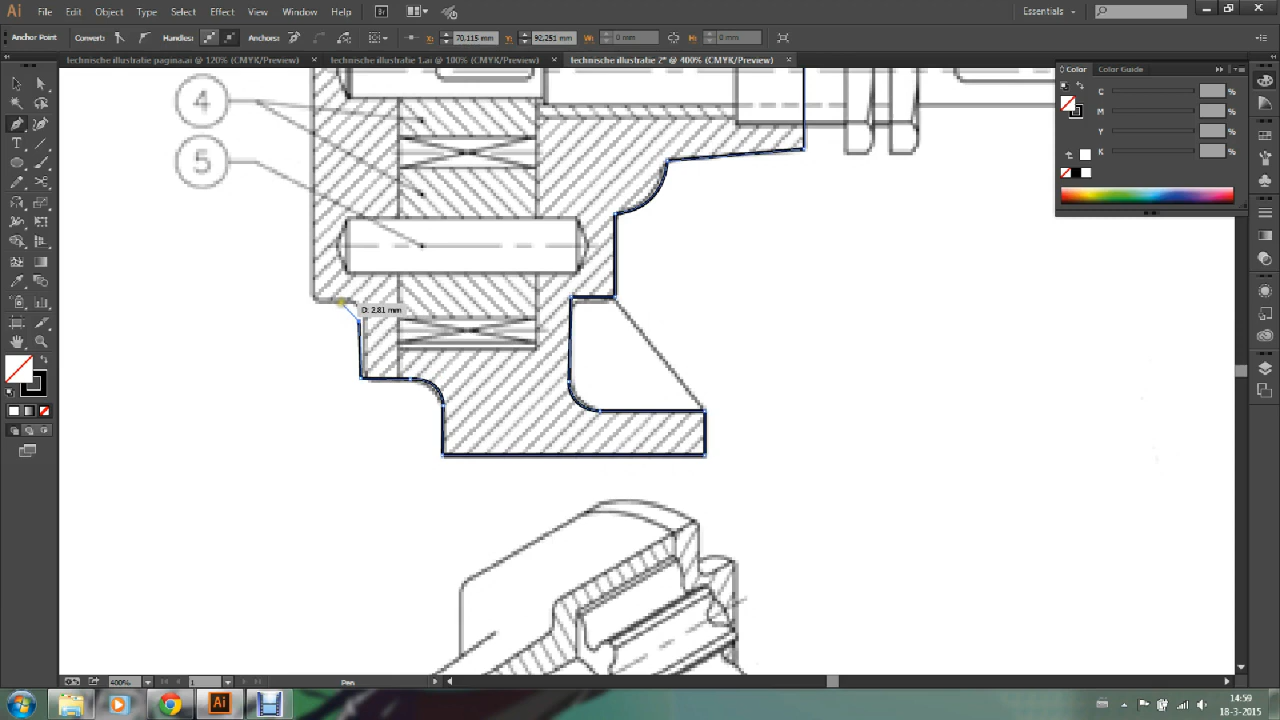 Ai File Edit Object Type Select Effect View Window Help Br Essentials
Anchor Point Convert: Handles: Anchors: X: 70.115 mm Y: 92.251 mm W: 0 mm H: 0 mm
technische illustratie pagina.ai @ 120% (CMYK/Preview) × technische illustratie 1.ai @ 100% (CMYK/Preview) × technische illustratie 2* @ 400% (CMYK/Preview) ×
Color Color Guide
C %
M %
Y %
K %
4
5
D: 2.81 mm
400% 1 Pen
Ai
14:59
18-3-2015